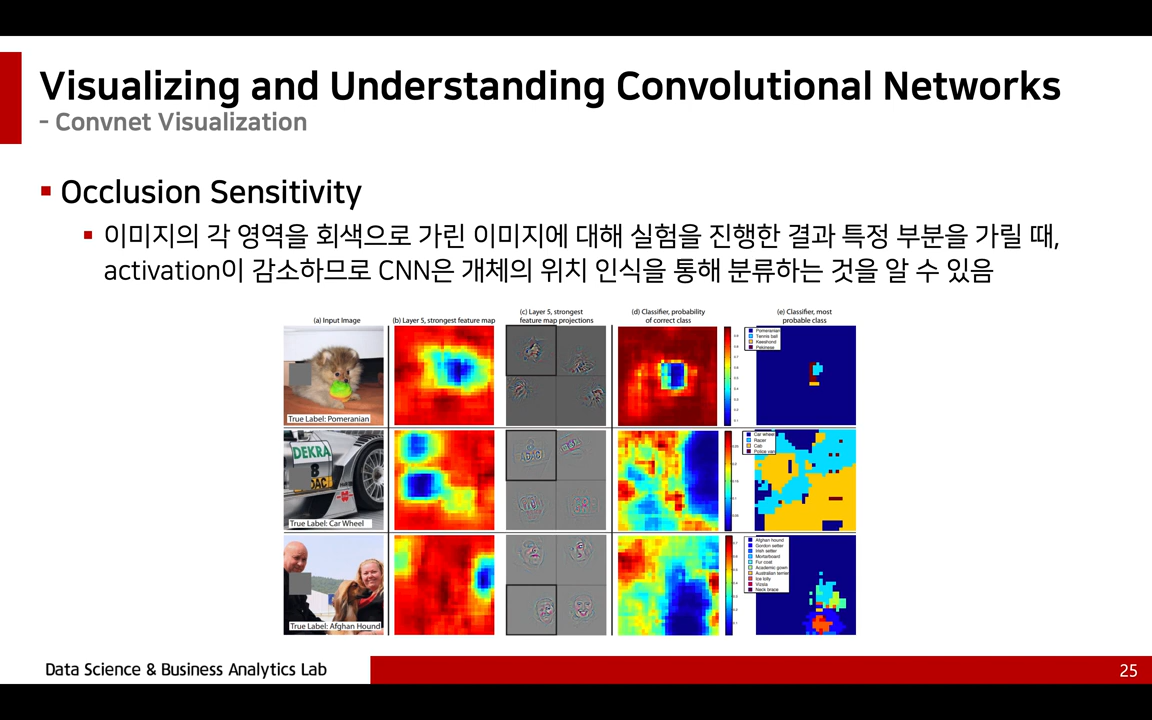 Visualizing and Understanding Convolutional Networks
- Convnet Visualization
Occlusion Sensitivity
이미지의 각 영역을 회색으로 가린 이미지에 대해 실험을 진행한 결과 특정 부분을 가릴 때,
activation이 감소하므로 CNN은 개체의 위치 인식을 통해 분류하는 것을 알 수 있음
(a) Input Image
(b) Layer 5, strongest feature map
(c) Layer 5, strongest
feature map projections
(d) Classifier, probability
of correct class
(e) Classifier, most
probable class
True Label: Pomeranian
Pomeranian
Tennis ball
Keeshond
Pekinese
DEKRA
8
DAC
True Label: Car Wheel
Car wheel
Racer
Cab
Police van
True Label: Afghan Hound
Afghan hound
Gordon setter
Irish setter
Mortarboard
Fur coat
Academic gown
Australian terrier
Ice lolly
Vizsla
Neck brace
Data Science & Business Analytics Lab
25